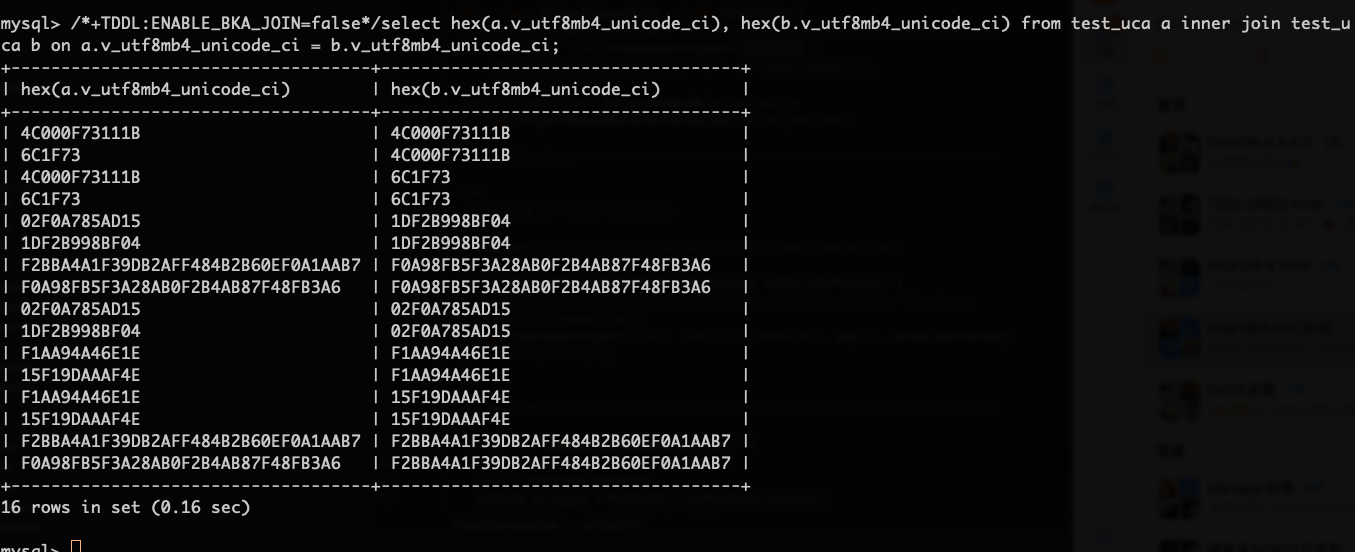 mysql> /*+TDDL:ENABLE_BKA_JOIN=false*/select hex(a.v_utf8mb4_unicode_ci), hex(b.v_utf8mb4_unicode_ci) from test_uca a inner join test_u
ca b on a.v_utf8mb4_unicode_ci = b.v_utf8mb4_unicode_ci;
+----------------------------------+----------------------------------+
| hex(a.v_utf8mb4_unicode_ci) | hex(b.v_utf8mb4_unicode_ci) |
+----------------------------------+----------------------------------+
| 4C000F73111B | 4C000F73111B |
| 6C1F73 | 4C000F73111B |
| 4C000F73111B | 6C1F73 |
| 6C1F73 | 6C1F73 |
| 02F0A785AD15 | 1DF2B998BF04 |
| 1DF2B998BF04 | 1DF2B998BF04 |
| F2BBA4A1F39DB2AFF484B2B60EF0A1AAB7 | F0A98FB5F3A28AB0F2B4AB87F48FB3A6 |
| F0A98FB5F3A28AB0F2B4AB87F48FB3A6 | F0A98FB5F3A28AB0F2B4AB87F48FB3A6 |
| 02F0A785AD15 | 02F0A785AD15 |
| 1DF2B998BF04 | 02F0A785AD15 |
| F1AA94A46E1E | F1AA94A46E1E |
| 15F19DAAAF4E | F1AA94A46E1E |
| F1AA94A46E1E | 15F19DAAAF4E |
| 15F19DAAAF4E | 15F19DAAAF4E |
| F2BBA4A1F39DB2AFF484B2B60EF0A1AAB7 | F2BBA4A1F39DB2AFF484B2B60EF0A1AAB7 |
| F0A98FB5F3A28AB0F2B4AB87F48FB3A6 | F2BBA4A1F39DB2AFF484B2B60EF0A1AAB7 |
+----------------------------------+----------------------------------+
16 rows in set (0.16 sec)
mysql>